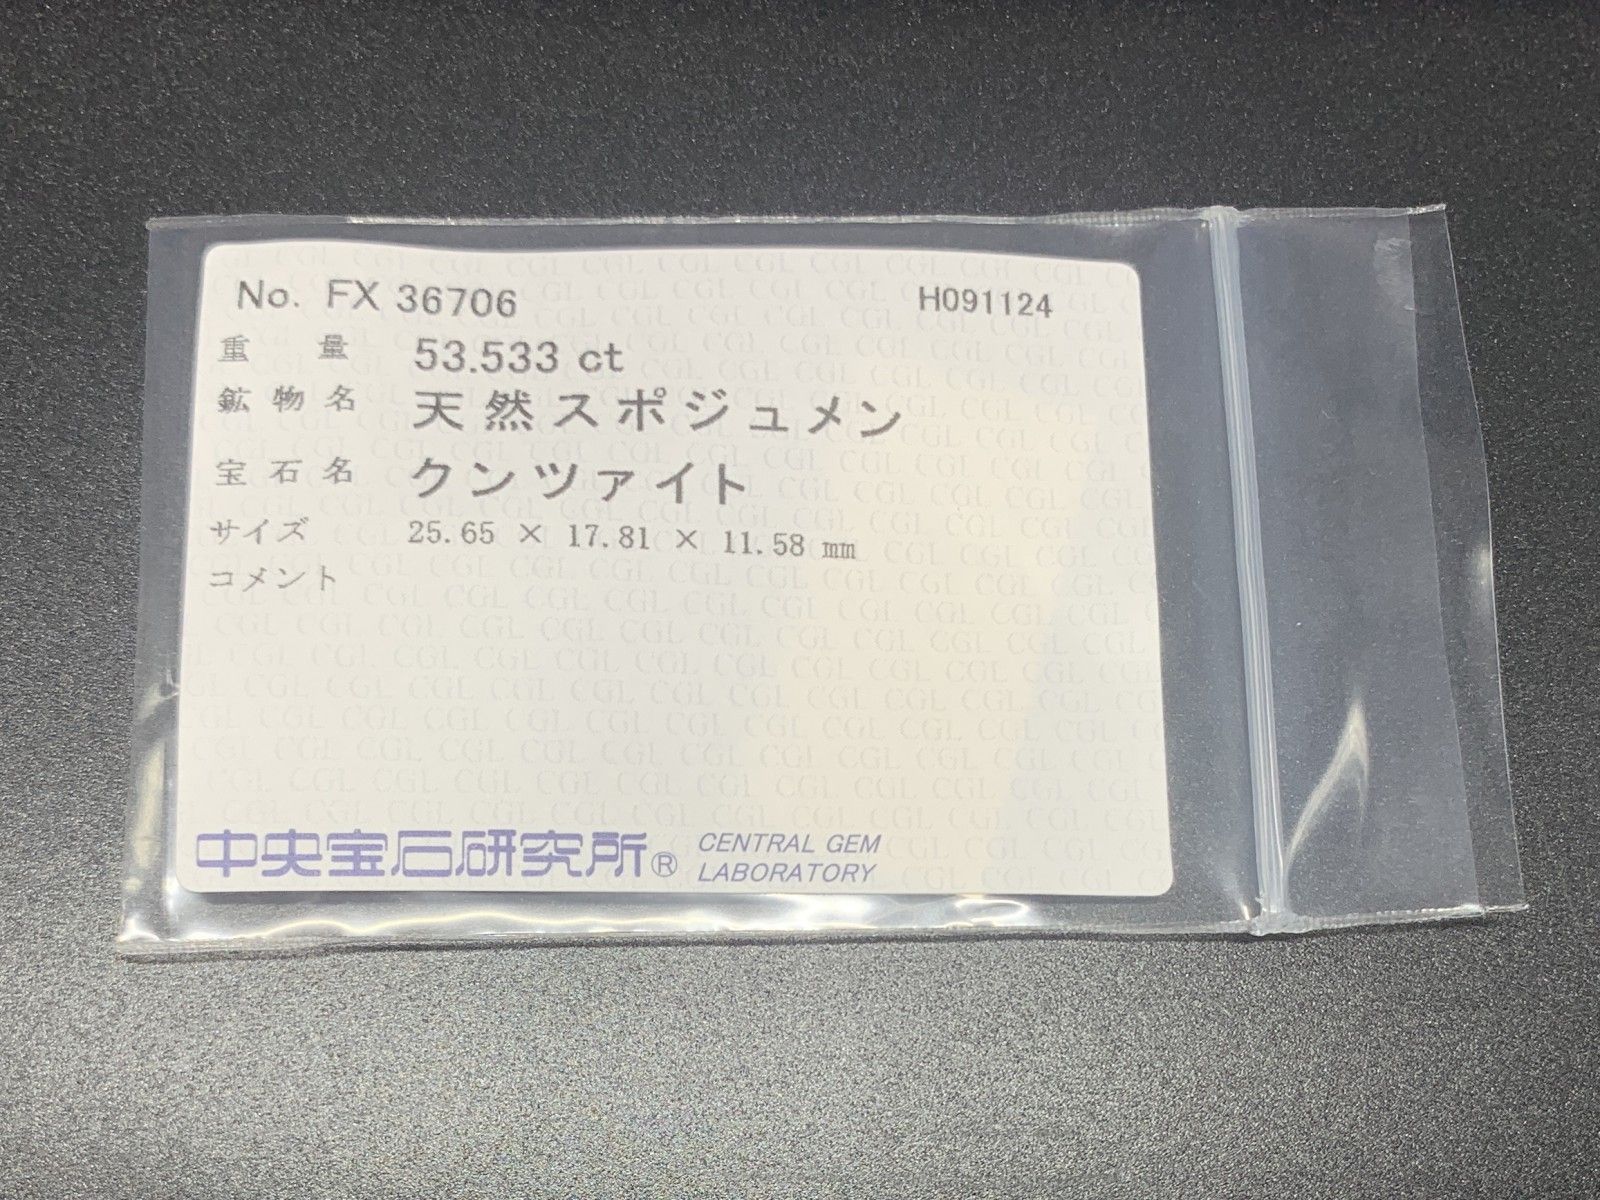 No. FX 36706 H091124
重量 53.533 ct
鉱物名 天然スポジュメン
宝石名 クンツァイト
サイズ 25.65 × 17.81 × 11.58 mm
コメント
中央宝石研究所® CENTRAL GEM
LABORATORY